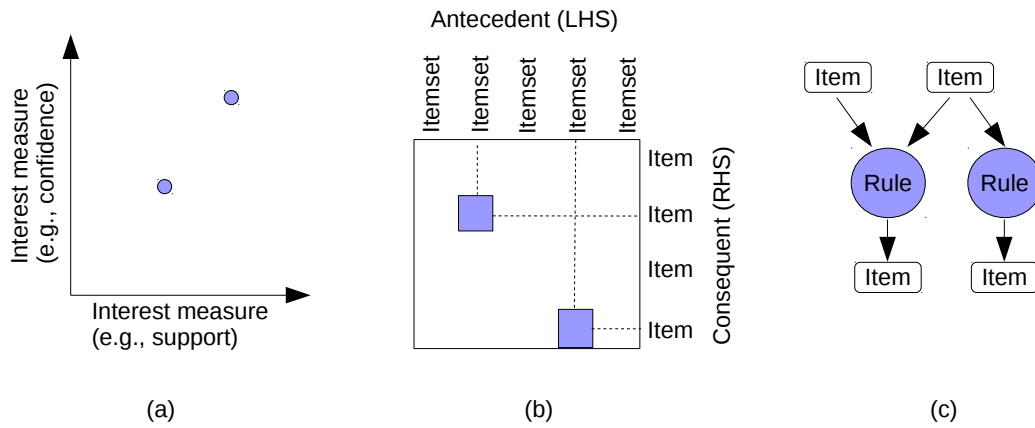 Interest measure
(e.g., confidence)
Interest measure
(e.g., support)
(a)
Antecedent (LHS)
Itemset
Itemset
Itemset
Itemset
Itemset
Item
Item
Item
Item
Consequent (RHS)
(b)
Item
Item
Rule
Rule
Item
Item
(c)